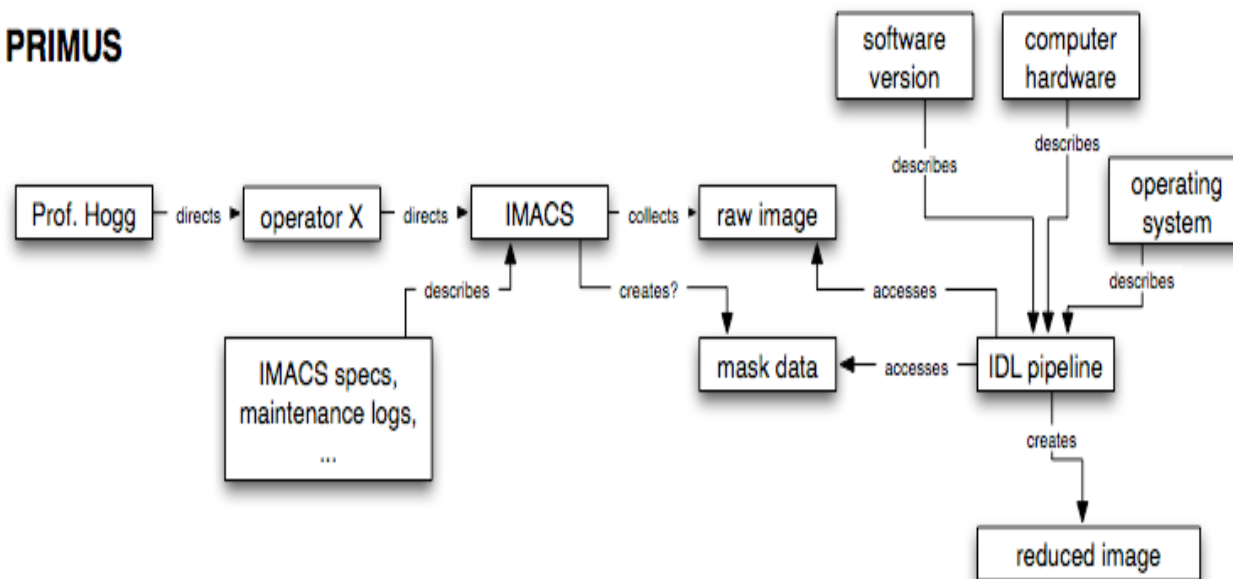 PRIMUS
software
version
computer
hardware
describes
describes
operating
system
Prof. Hogg
directs
operator X
directs
IMACS
collects
raw image
describes
describes
creates?
accesses
IMACS specs,
maintenance logs,
...
mask data
accesses
IDL pipeline
creates
reduced image